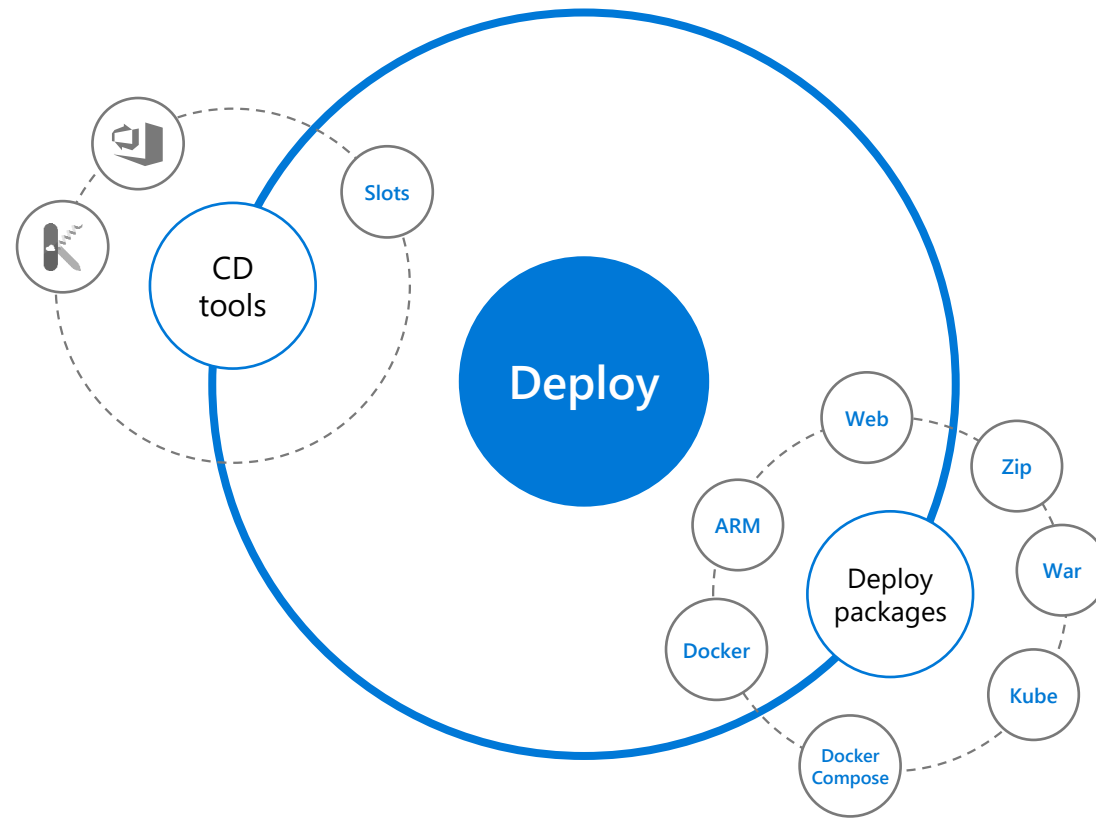 Slots
CD
tools
Deploy
Web
Zip
ARM
War
Deploy
packages
Docker
Kube
Docker
Compose